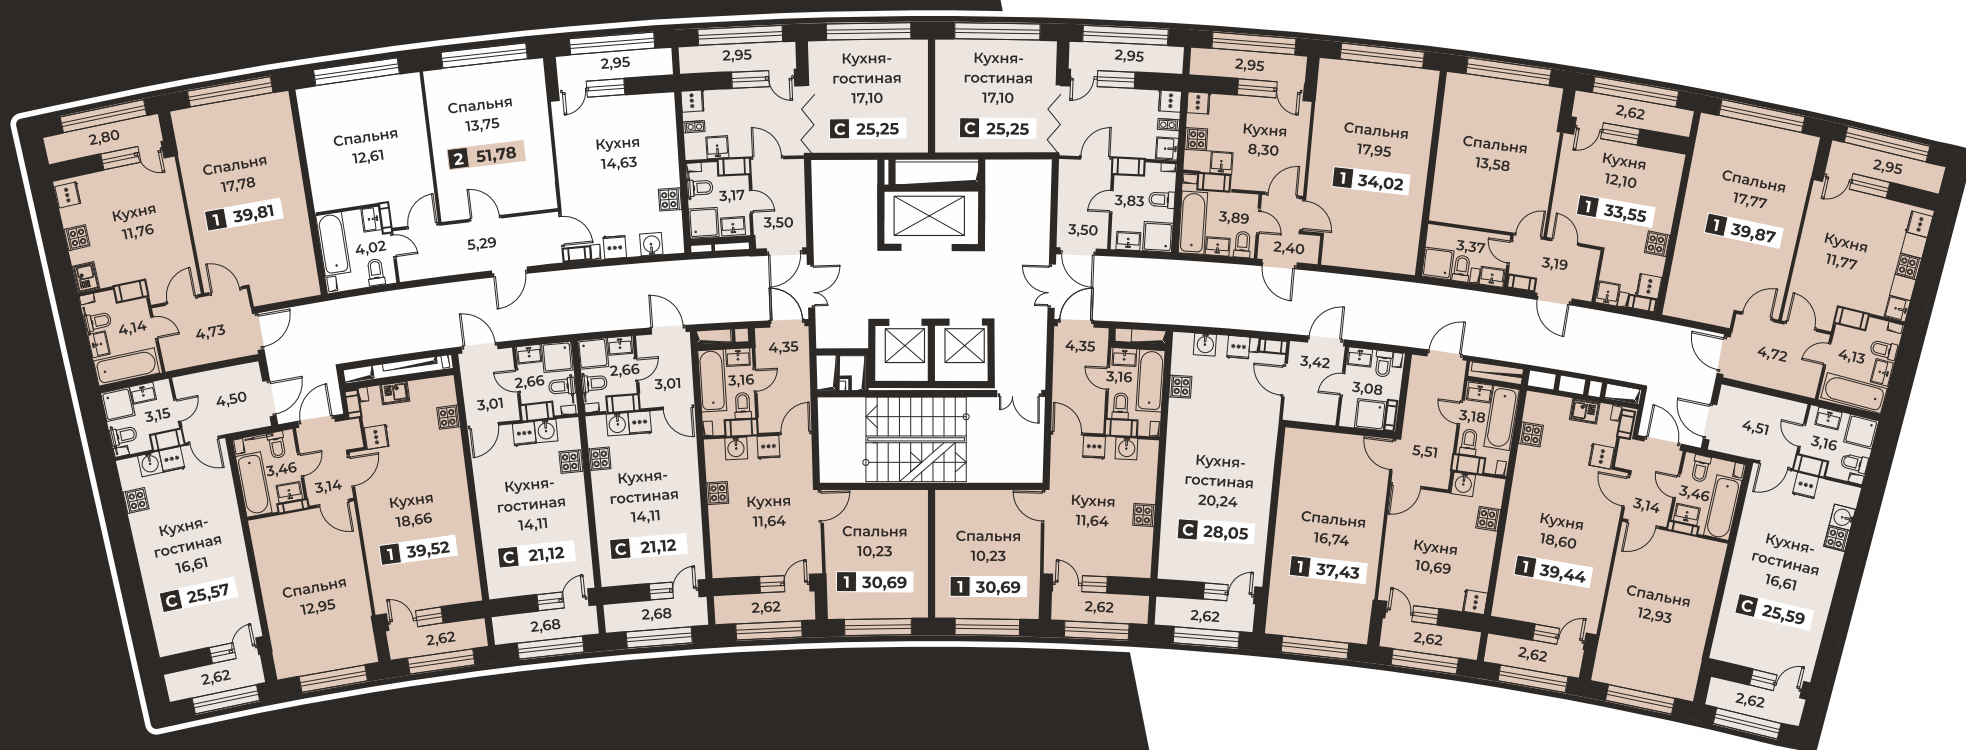 2,80
Спальня
17,78
1 39,81
Кухня
11,76
4,14
4,73
Спальня
12,61
Спальня
13,75
2 51,78
2,95
Кухня
14,63
4,02
5,29
2,95
Кухня-
гостиная
17,10
С 25,25
3,17
3,50
Кухня-
гостиная
17,10
С 25,25
2,95
3,83
3,50
2,95
Кухня
8,30
Спальня
17,95
1 34,02
3,89
2,40
Спальня
13,58
2,62
Кухня
12,10
1 33,55
3,37
3,19
Спальня
17,77
1 39,87
2,95
Кухня
11,77
4,72
4,13
3,15
4,50
Кухня-
гостиная
16,61
С 25,57
2,62
3,46
3,14
Кухня
18,66
1 39,52
Спальня
12,95
2,62
2,66
3,01
Кухня-
гостиная
14,11
С 21,12
2,68
2,66
3,01
Кухня-
гостиная
14,11
С 21,12
2,68
4,35
3,16
Кухня
11,64
Спальня
10,23
1 30,69
2,62
4,35
3,16
Спальня
10,23
1 30,69
Кухня
11,64
2,62
3,42
3,08
Кухня-
гостиная
20,24
С 28,05
2,62
Спальня
16,74
1 37,43
5,51
3,18
Кухня
10,69
2,62
Кухня
18,60
1 39,44
3,14
3,46
Спальня
12,93
2,62
4,51
3,16
Кухня-
гостиная
16,61
С 25,59
2,62